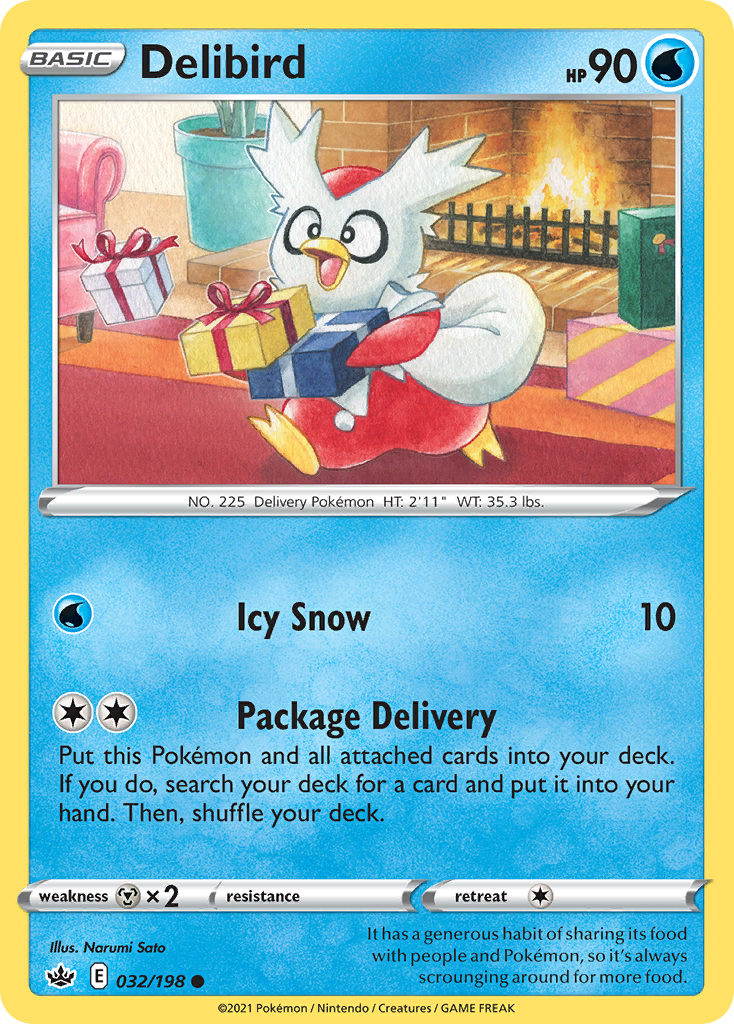 BASIC Delibird HP 90
NO. 225 Delivery Pokémon HT: 2'11" WT: 35.3 lbs.
Icy Snow 10
Package Delivery
Put this Pokémon and all attached cards into your deck.
If you do, search your deck for a card and put it into your
hand. Then, shuffle your deck.
weakness ×2 resistance retreat
Illus. Narumi Sato
It has a generous habit of sharing its food
with people and Pokémon, so it's always
scrounging around for more food.
E 032/198
©2021 Pokémon / Nintendo / Creatures / GAME FREAK